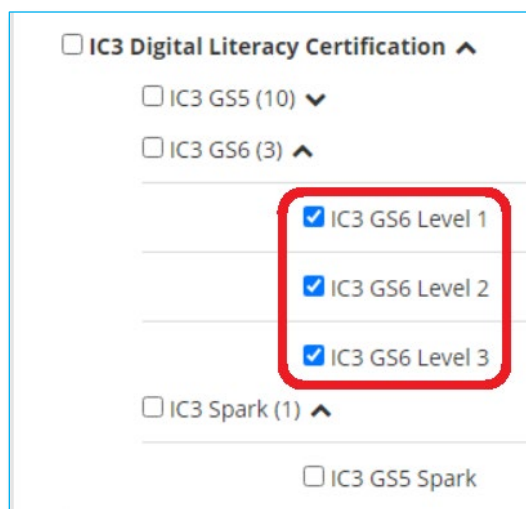 IC3 Digital Literacy Certification
IC3 GS5 (10)
IC3 GS6 (3)
IC3 GS6 Level 1
IC3 GS6 Level 2
IC3 GS6 Level 3
IC3 Spark (1)
IC3 GS5 Spark